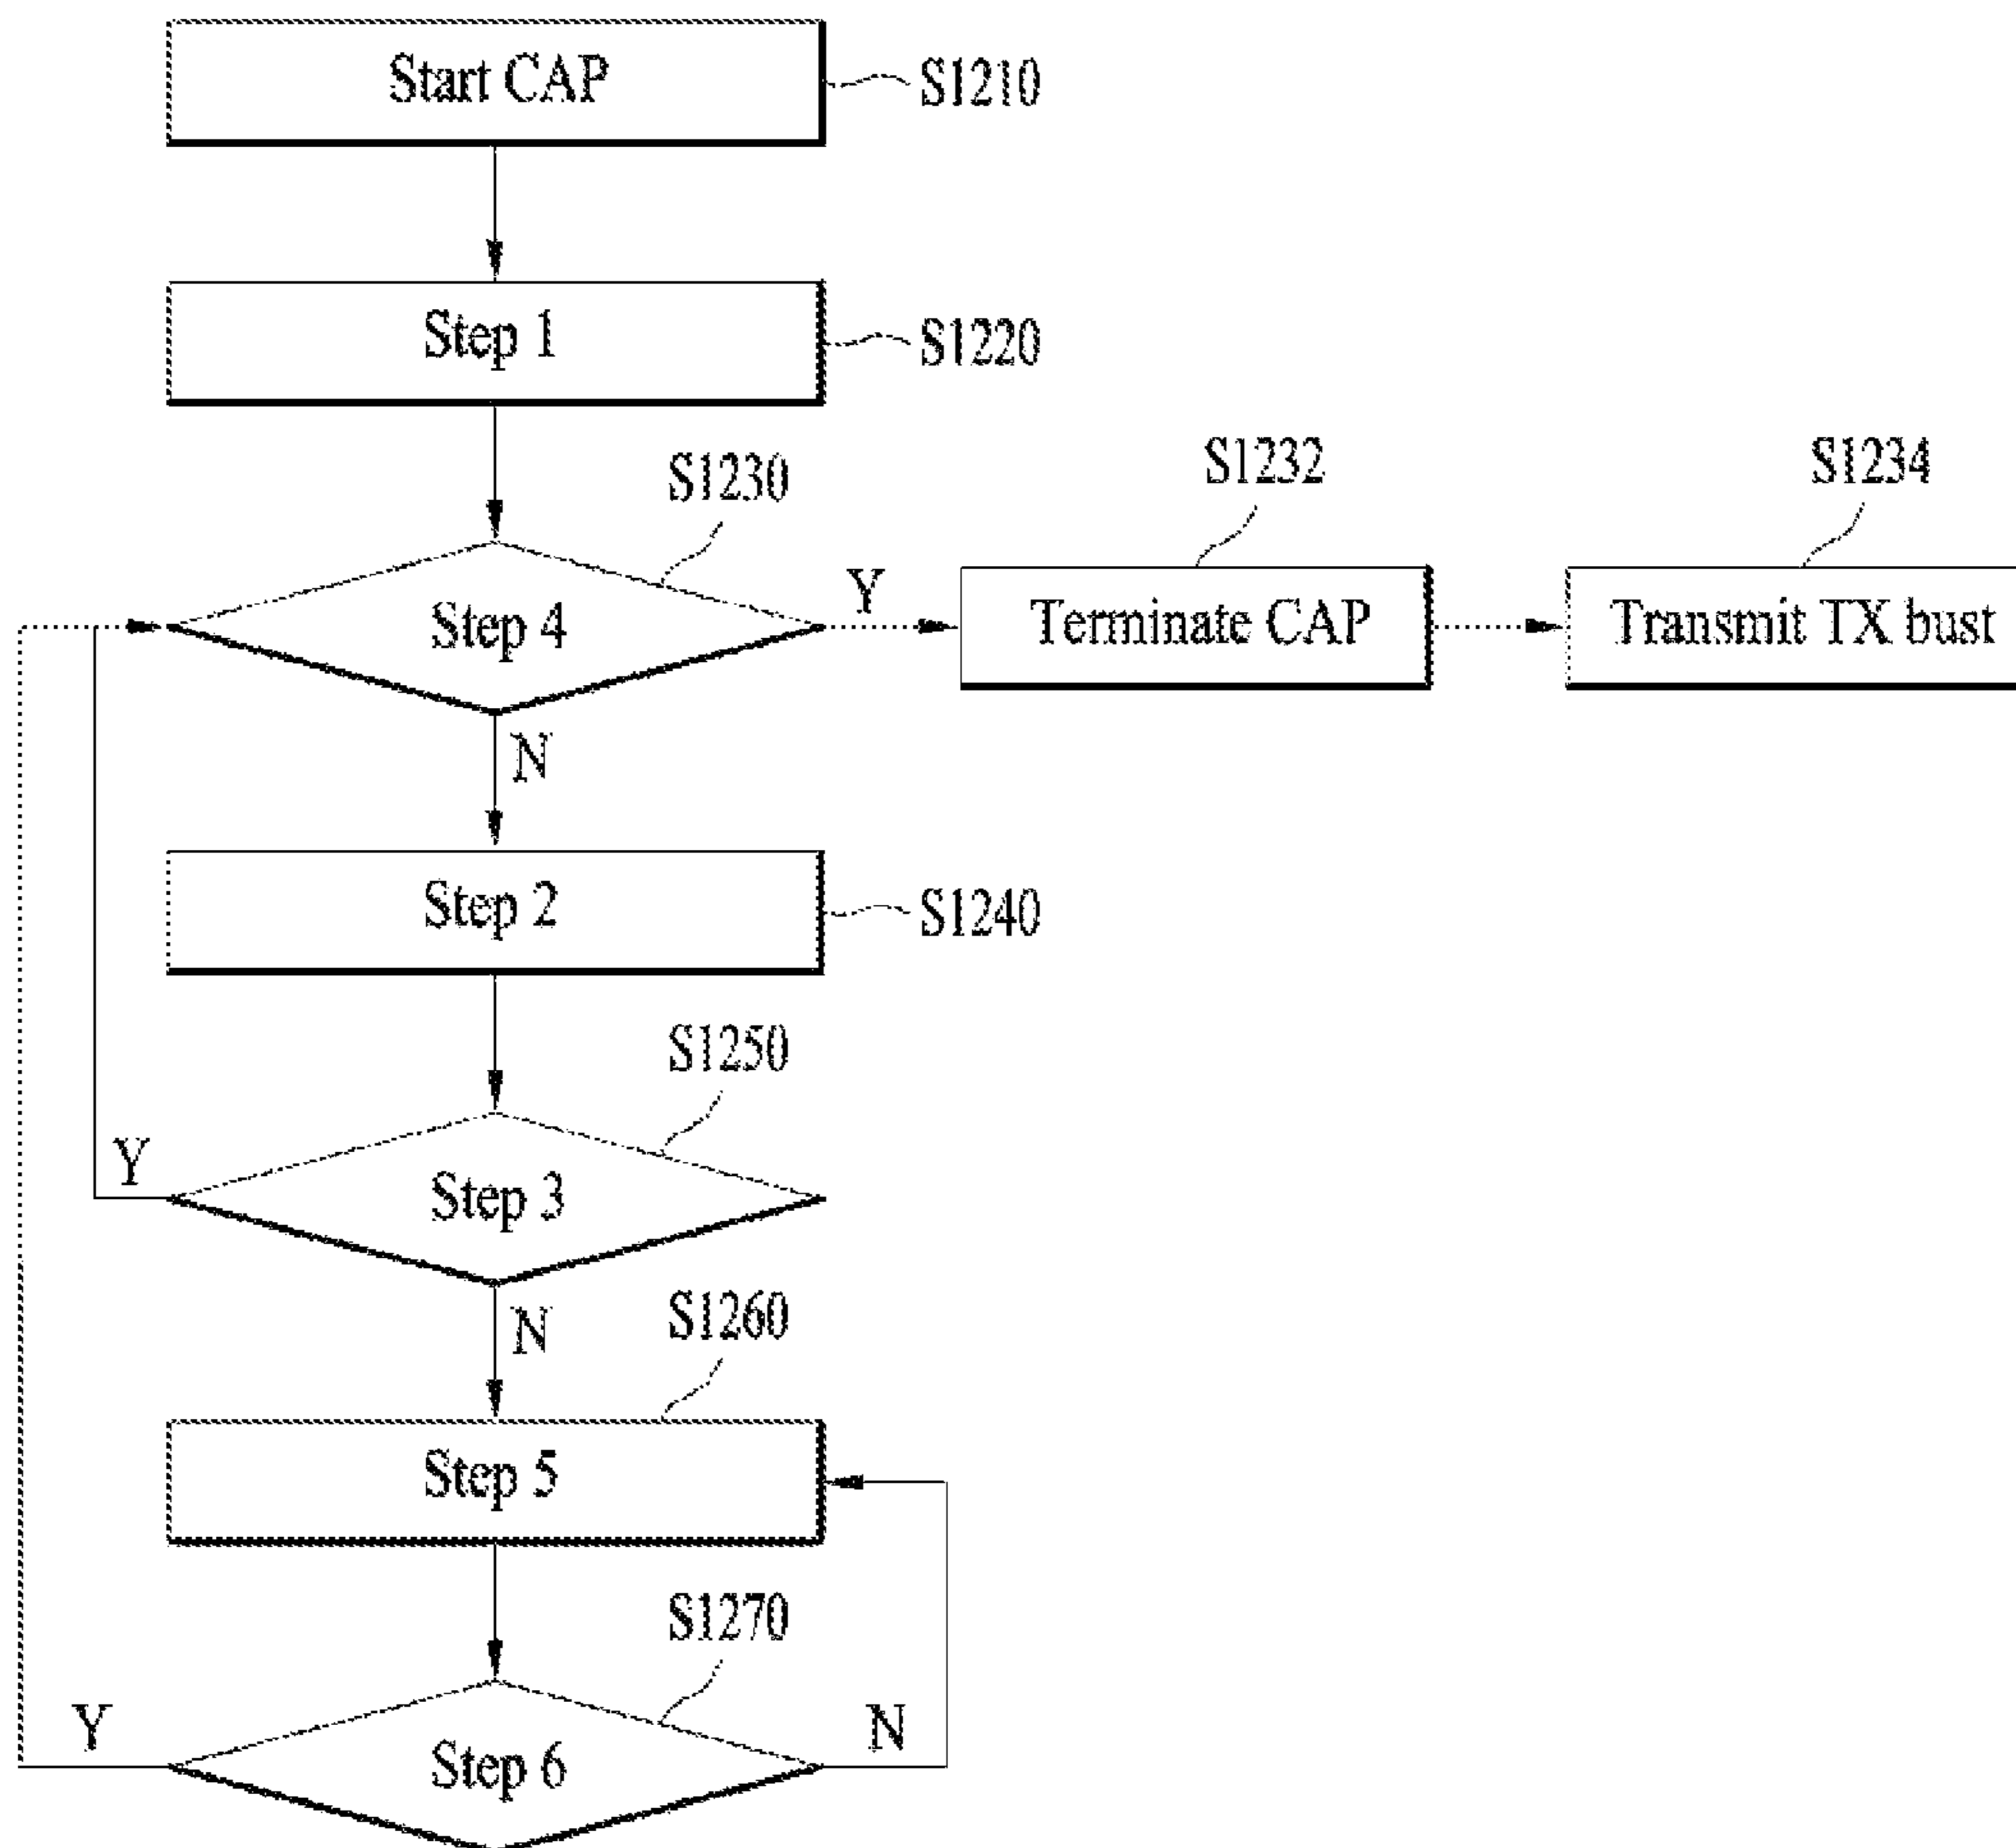 Start CAP
S1210
Step 1
S1220
S1230
S1232
S1234
Step 4
Y
Terminate CAP
Transmit TX bust
N
Step 2
S1240
S1250
Y
Step 3
N
S1260
Step 5
S1270
Y
Step 6
N